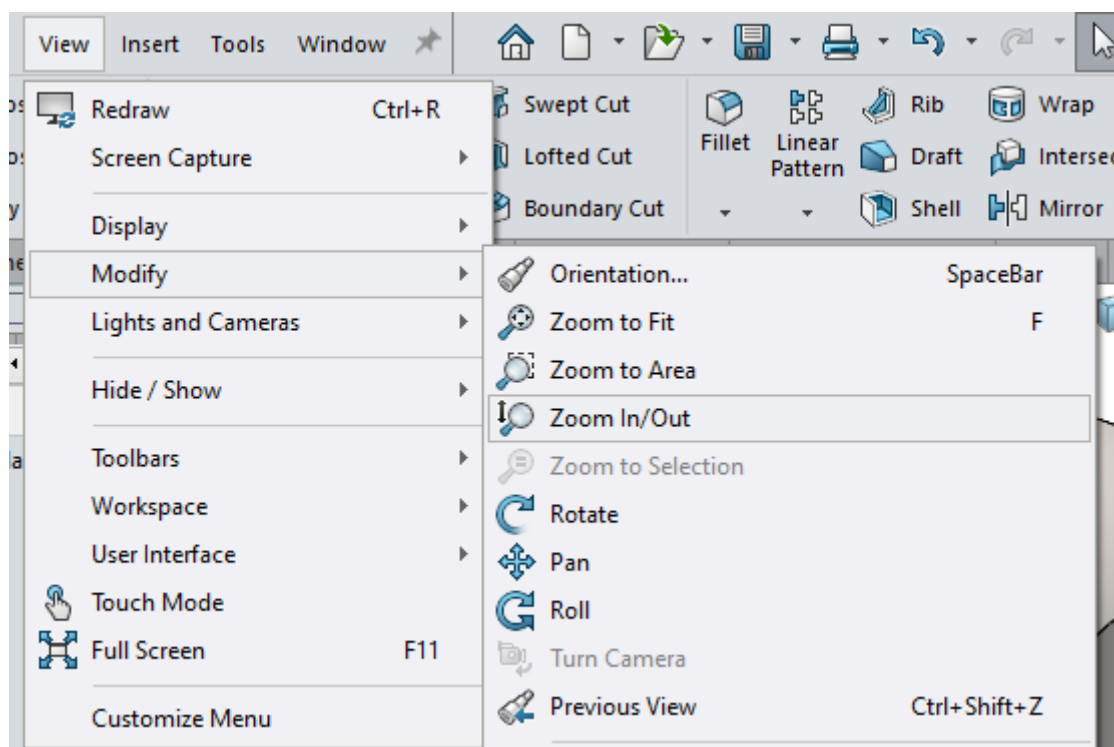 View Insert Tools Window
Swept Cut
Lofted Cut
Boundary Cut
Fillet
Linear
Pattern
Rib
Draft
Shell
Wrap
Mirror
Redraw Ctrl+R
Screen Capture
Display
Modify
Lights and Cameras
Hide / Show
Toolbars
Workspace
User Interface
Touch Mode
Full Screen F11
Customize Menu
Orientation... SpaceBar
Zoom to Fit F
Zoom to Area
Zoom In/Out
Zoom to Selection
Rotate
Pan
Roll
Turn Camera
Previous View Ctrl+Shift+Z